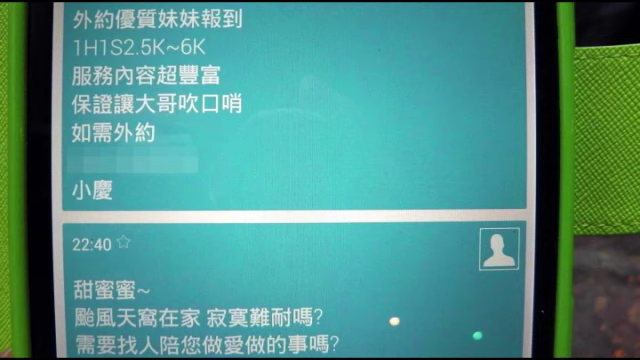 外約優質妹妹報到
1H1S2.5K~6K
服務內容超豐富
保證讓大哥吹口哨
如需外約
小慶
22:40 ☆
甜蜜蜜~
颱風天窩在家 寂寞難耐嗎?
需要找人陪您做愛做的事嗎?